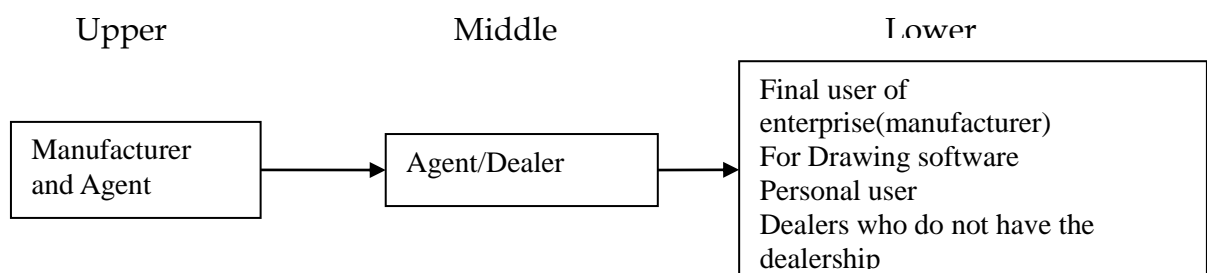 Upper Middle Lower
Manufacturer
and Agent
Agent/Dealer
Final user of
enterprise(manufacturer)
For Drawing software
Personal user
Dealers who do not have the
dealership